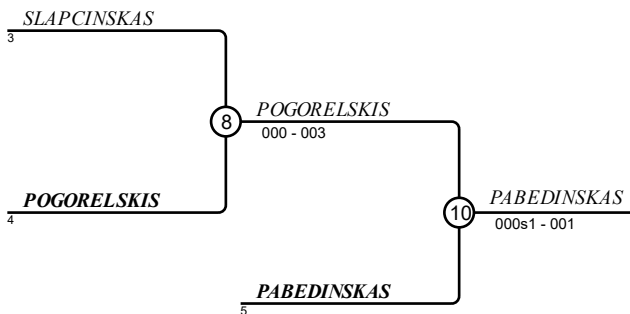 SLAPCINSKAS
3
8
POGORELSKIS
000 - 003
POGORELSKIS
4
10
PABEDINSKAS
000s1 - 001
PABEDINSKAS
5